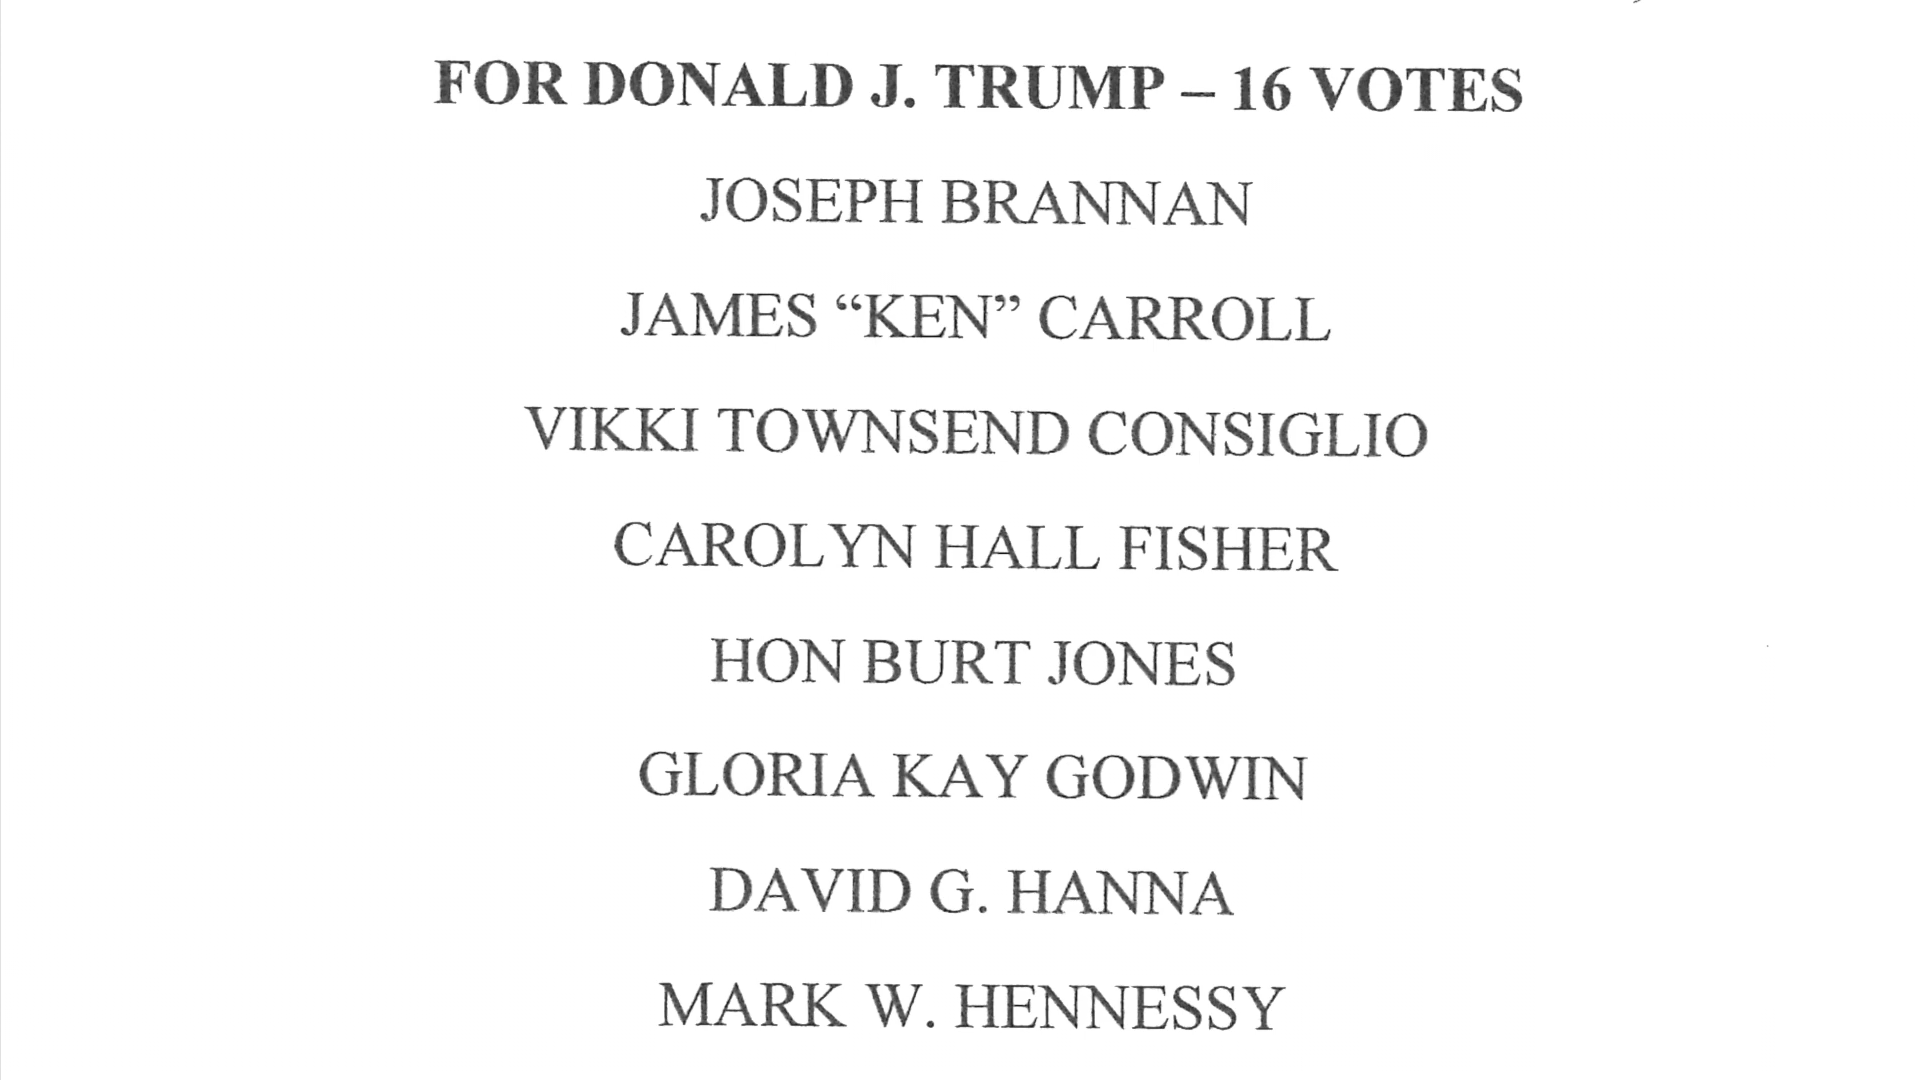 FOR DONALD J. TRUMP – 16 VOTES
JOSEPH BRANNAN
JAMES “KEN” CARROLL
VIKKI TOWNSEND CONSIGLIO
CAROLYN HALL FISHER
HON BURT JONES
GLORIA KAY GODWIN
DAVID G. HANNA
MARK W. HENNESSY